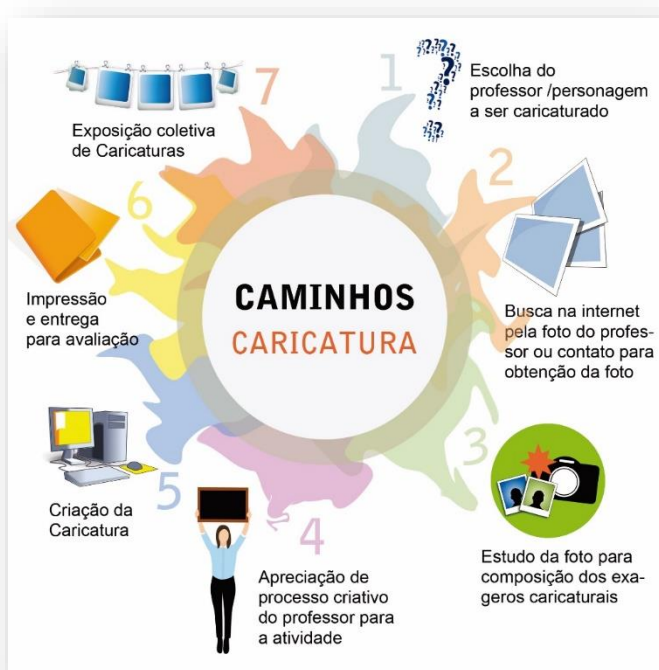 CAMINHOS
CARICATURA
1
Escolha do
professor /personagem
a ser caricaturado
2
Busca na internet
pela foto do profes-
sor ou contato para
obtenção da foto
3
Estudo da foto para
composição dos exa-
geros caricaturais
4
Apreciação de
processo criativo
do professor para
a atividade
5
Criação da
Caricatura
6
Impressão
e entrega
para avaliação
7
Exposição coletiva
de Caricaturas